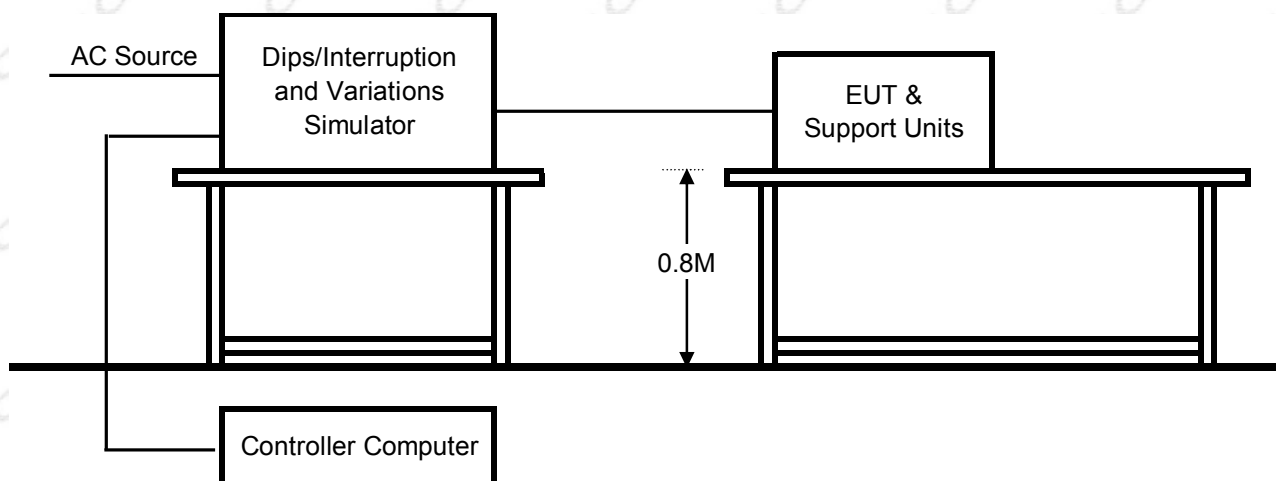 AC Source
Dips/Interruption
and Variations
Simulator
EUT &
Support Units
0.8M
Controller Computer